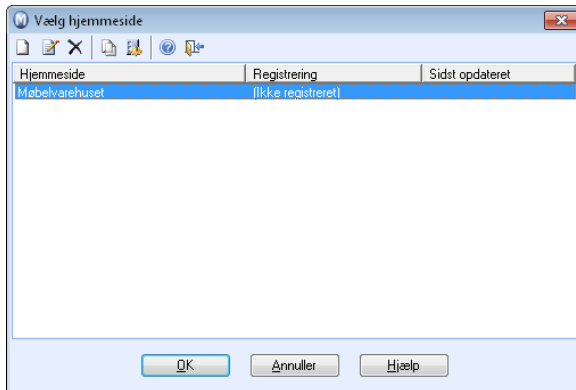 Vælg hjemmeside
Hjemmeside Registrering Sidst opdateret
Møbelvarehuset (Ikke registreret)
OK Annuller Hjælp